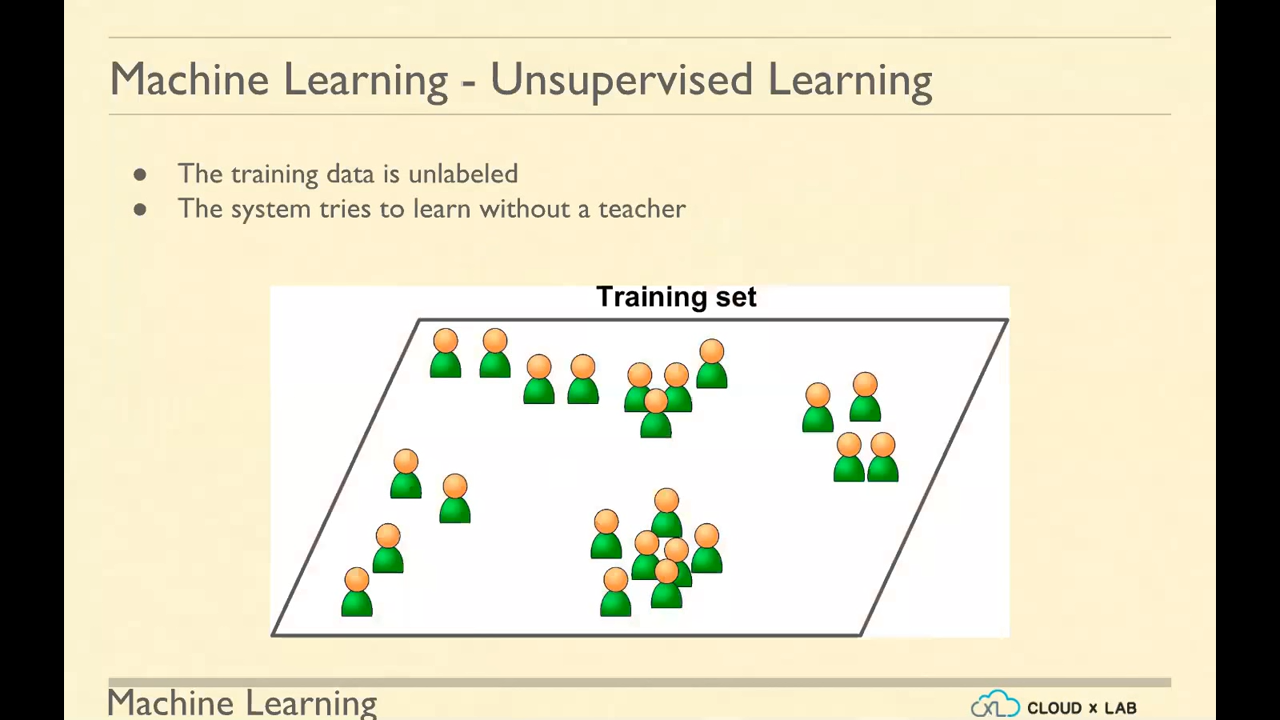 Machine Learning - Unsupervised Learning
● The training data is unlabeled
● The system tries to learn without a teacher
Training set
Machine Learning
CLOUD x LAB